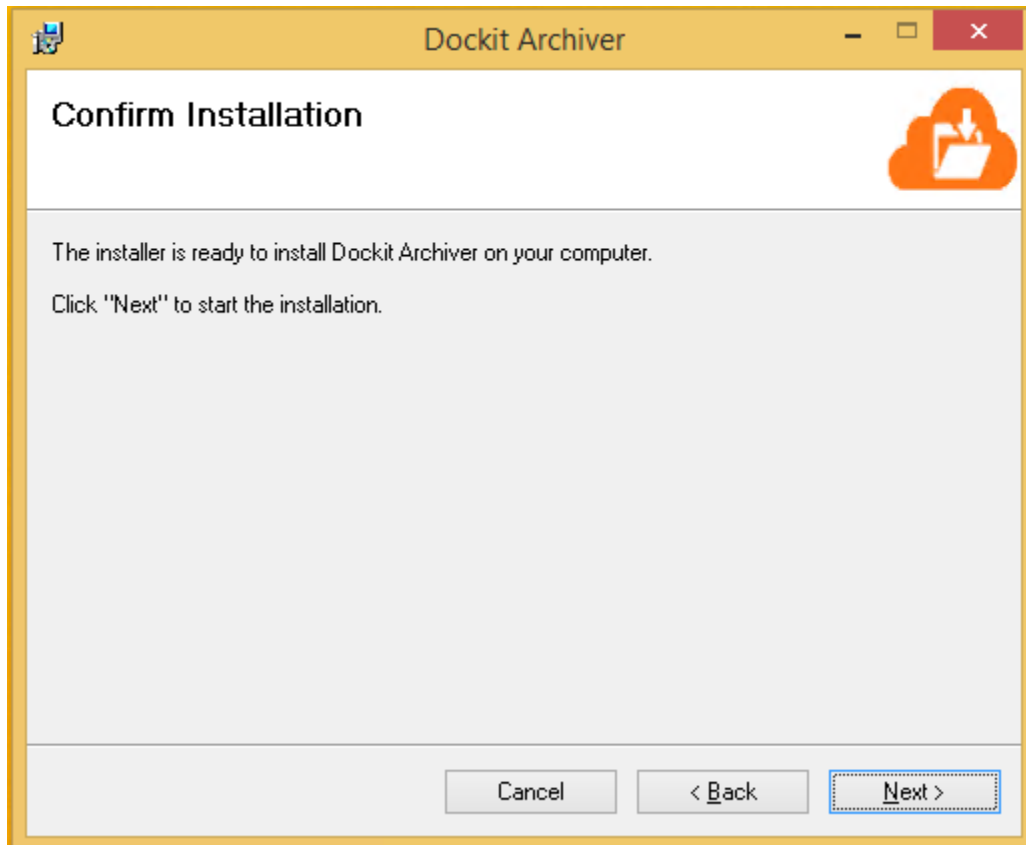 Dockit Archiver
Confirm Installation
The installer is ready to install Dockit Archiver on your computer.
Click "Next" to start the installation.
Cancel
< Back
Next >